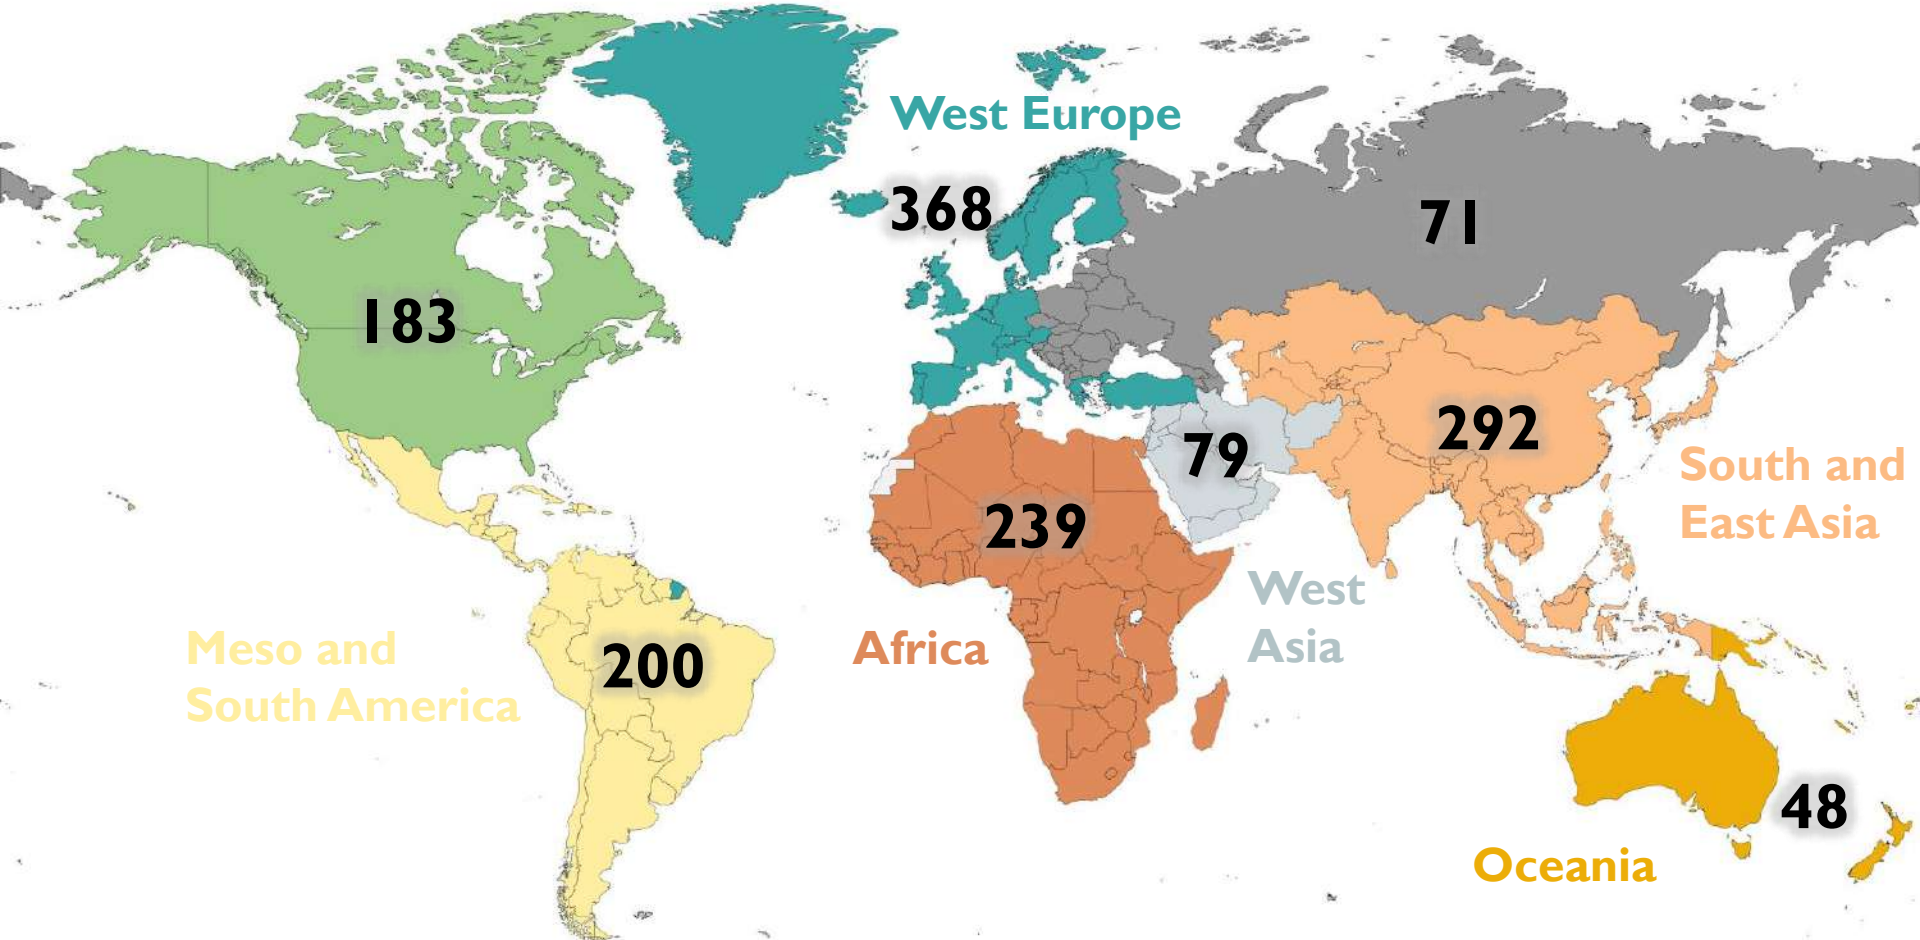 West Europe
368
71
183
292
79
South and
East Asia
239
West
Asia
Meso and
South America
200
Africa
48
Oceania